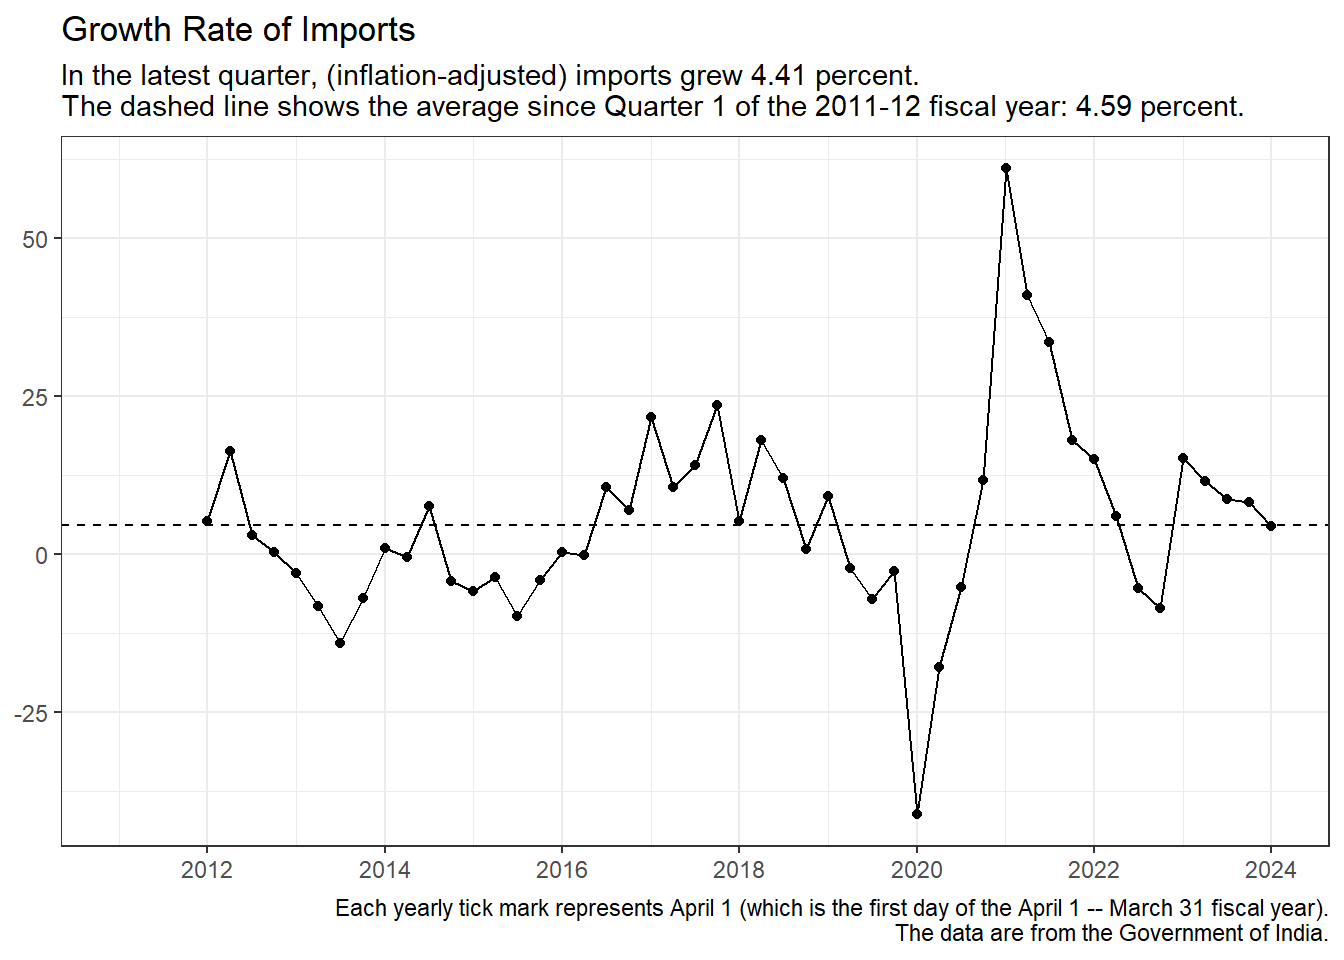 Growth Rate of Imports
In the latest quarter, (inflation-adjusted) imports grew 4.41 percent.
The dashed line shows the average since Quarter 1 of the 2011-12 fiscal year: 4.59 percent.
50
25
0
-25
2012 2014 2016 2018 2020 2022 2024
Each yearly tick mark represents April 1 (which is the first day of the April 1 -- March 31 fiscal year).
The data are from the Government of India.